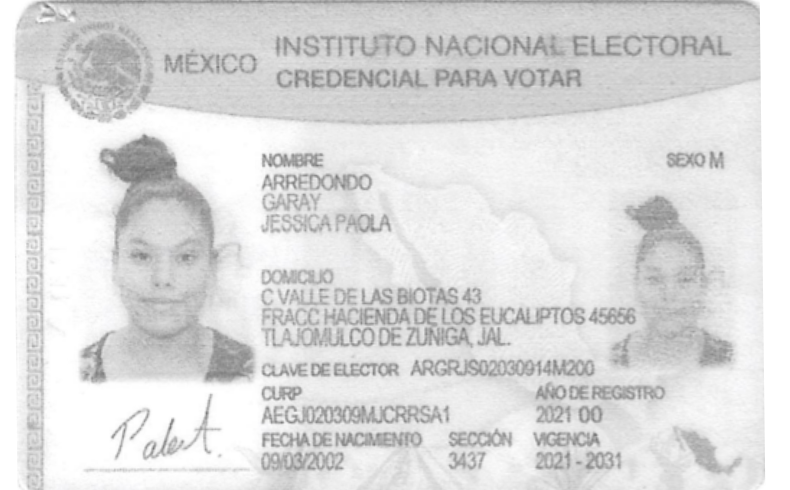 MÉXICO
INSTITUTO NACIONAL ELECTORAL
CREDENCIAL PARA VOTAR
NOMBRE
SEXO M
ARREDONDO
GARAY
JESSICA PAOLA
DOMICILIO
C VALLE DE LAS BIOTAS 43
FRACC HACIENDA DE LOS EUCALIPTOS 45656
TLAJOMULCO DE ZUÑIGA, JAL.
CLAVE DE ELECTOR ARGRJS02030914M200
CURP
AÑO DE REGISTRO
AEGJ020309MJCRRSA1
2021 00
FECHA DE NACIMIENTO SECCIÓN VIGENCIA
09/03/2002 3437 2021 - 2031